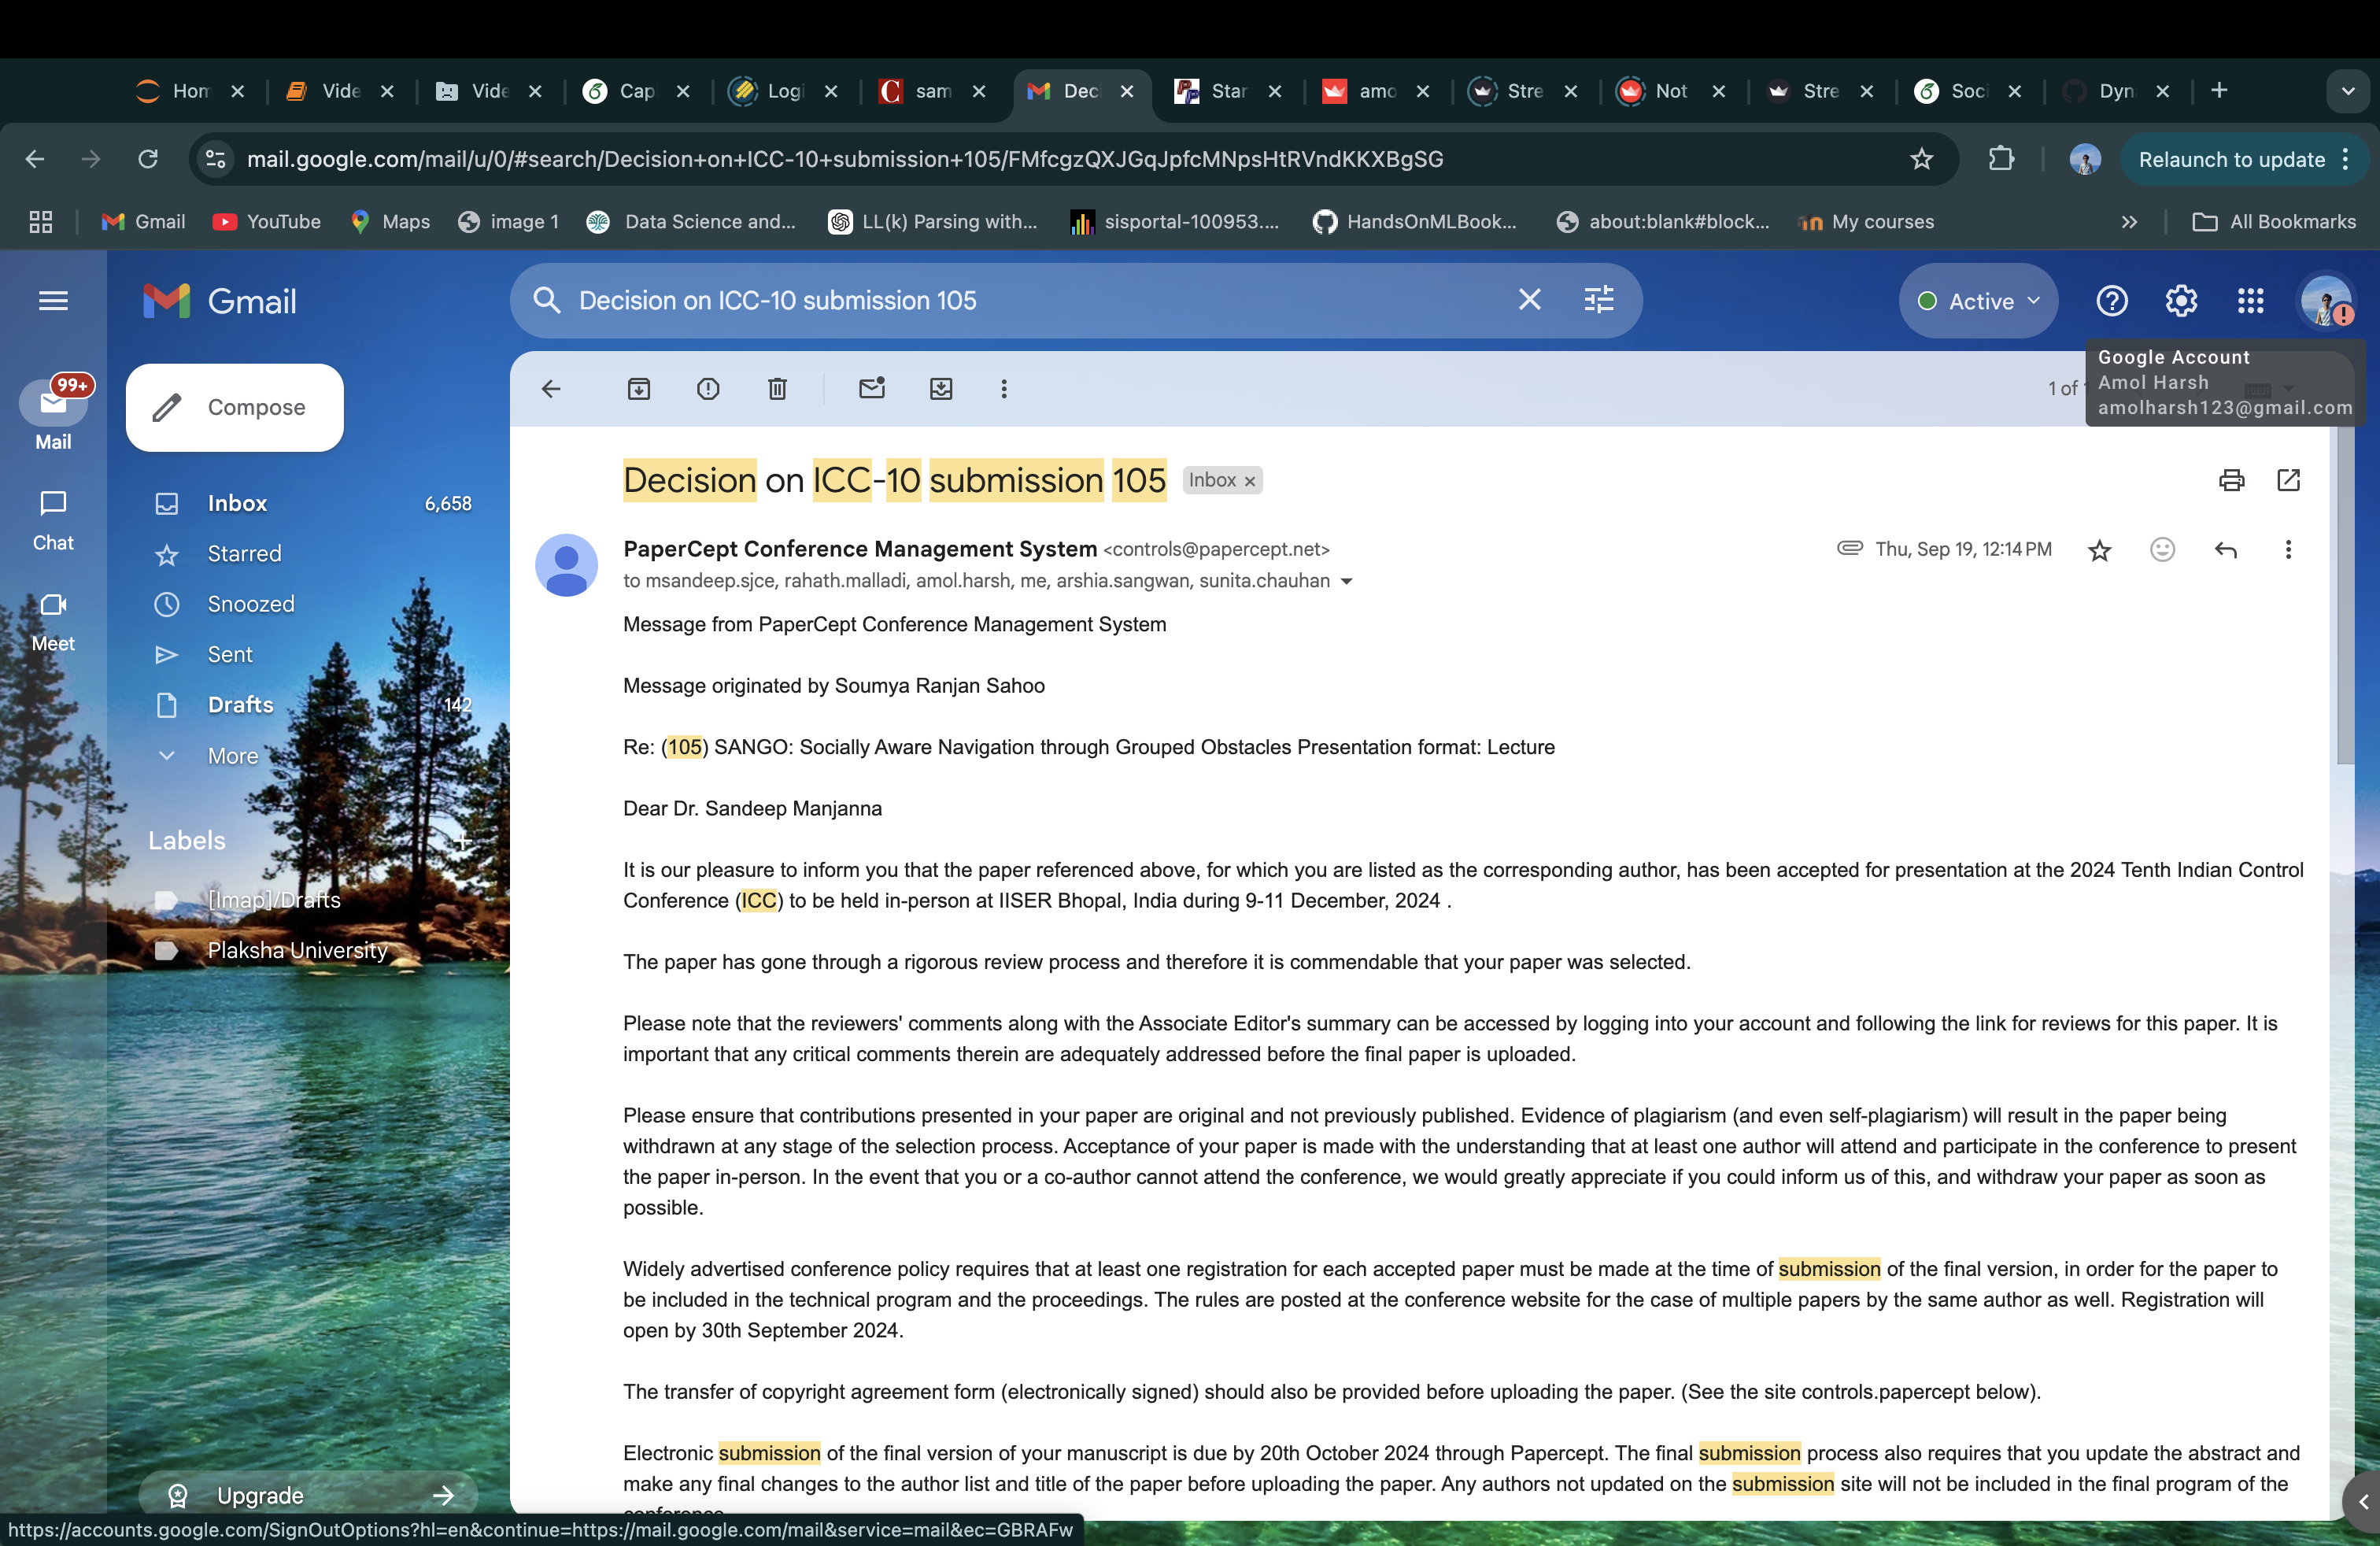 Hom
Vide
Vide
Cap
Logi
sam
Deci
Star
amo
Stre
Not
Stre
Soci
Dyn
mail.google.com/mail/u/0/#search/Decision+on+ICC-10+submission+105/FMfcgzQXJGqJpfcMNpsHtRVndKKXBgSG
Relaunch to update
Gmail
YouTube
Maps
image 1
Data Science and...
LL(k) Parsing with...
sisportal-100953....
HandsOnMLBook...
about:blank#block...
My courses
All Bookmarks
Gmail
Decision on ICC-10 submission 105
Active
Google Account
Amol Harsh
amolharsh123@gmail.com
99+
Mail
Chat
Meet
Compose
Inbox 6,658
Starred
Snoozed
Sent
Drafts 142
More
Labels
[Imap]/Drafts
Plaksha University
Upgrade
1 of 1
Decision on ICC-10 submission 105 Inbox
PaperCept Conference Management System <controls@papercept.net>
Thu, Sep 19, 12:14 PM
to msandeep.sjce, rahath.malladi, amol.harsh, me, arshia.sangwan, sunita.chauhan
Message from PaperCept Conference Management System
Message originated by Soumya Ranjan Sahoo
Re: (105) SANGO: Socially Aware Navigation through Grouped Obstacles Presentation format: Lecture
Dear Dr. Sandeep Manjanna
It is our pleasure to inform you that the paper referenced above, for which you are listed as the corresponding author, has been accepted for presentation at the 2024 Tenth Indian Control
Conference (ICC) to be held in-person at IISER Bhopal, India during 9-11 December, 2024 .
The paper has gone through a rigorous review process and therefore it is commendable that your paper was selected.
Please note that the reviewers' comments along with the Associate Editor's summary can be accessed by logging into your account and following the link for reviews for this paper. It is
important that any critical comments therein are adequately addressed before the final paper is uploaded.
Please ensure that contributions presented in your paper are original and not previously published. Evidence of plagiarism (and even self-plagiarism) will result in the paper being
withdrawn at any stage of the selection process. Acceptance of your paper is made with the understanding that at least one author will attend and participate in the conference to present
the paper in-person. In the event that you or a co-author cannot attend the conference, we would greatly appreciate if you could inform us of this, and withdraw your paper as soon as
possible.
Widely advertised conference policy requires that at least one registration for each accepted paper must be made at the time of submission of the final version, in order for the paper to
be included in the technical program and the proceedings. The rules are posted at the conference website for the case of multiple papers by the same author as well. Registration will
open by 30th September 2024.
The transfer of copyright agreement form (electronically signed) should also be provided before uploading the paper. (See the site controls.papercept below).
Electronic submission of the final version of your manuscript is due by 20th October 2024 through Papercept. The final submission process also requires that you update the abstract and
make any final changes to the author list and title of the paper before uploading the paper. Any authors not updated on the submission site will not be included in the final program of the
https://accounts.google.com/SignOutOptions?hl=en&continue=https://mail.google.com/mail&service=mail&ec=GBRAFw